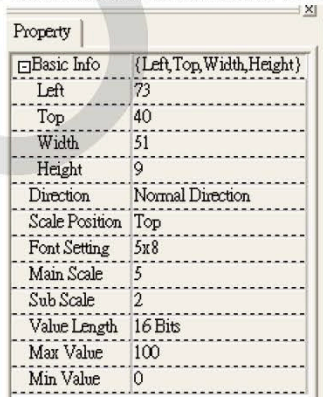 Property
Basic Info {Left,Top,Width,Height}
Left 73
Top 40
Width 51
Height 9
Direction Normal Direction
Scale Position Top
Font Setting 5x8
Main Scale 5
Sub Scale 2
Value Length 16 Bits
Max Value 100
Min Value 0